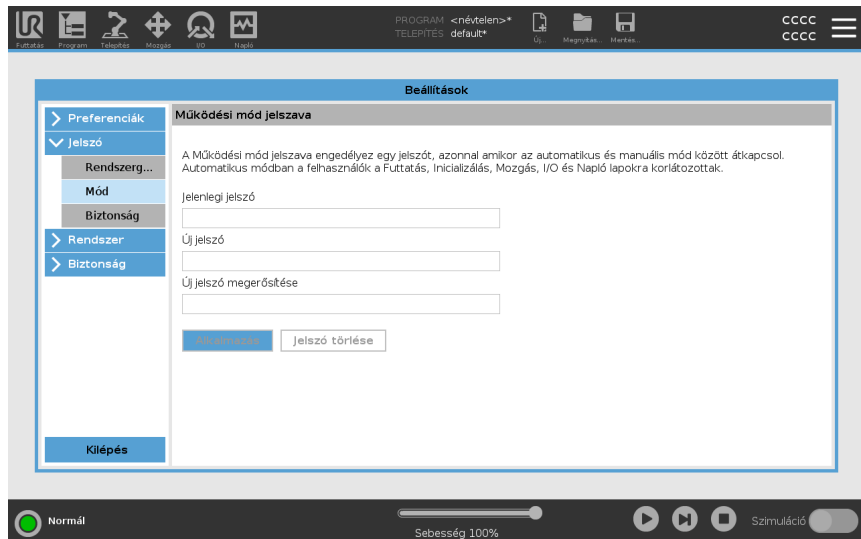 PROGRAM <névtelen>*
TELEPÍTÉS default*
UR
Futtatás Program Telepítés Mozgás I/O Napló Új... Megnyitás... Mentés...
CCCC
CCCC
Beállítások
Preferenciák
Jelszó
Rendszerg...
Mód
Biztonság
Rendszer
Biztonság
Kilépés
Működési mód jelszava
A Működési mód jelszava engedélyez egy jelszót, azonnal amikor az automatikus és manuális mód között átkapcsol.
Automatikus módban a felhasználók a Futtatás, Inicializálás, Mozgás, I/O és Napló lapokra korlátozottak.
Jelenlegi jelszó
Új jelszó
Új jelszó megerősítése
Alkalmazás Jelszó törlése
Normál
Sebesség 100%
Szimuláció